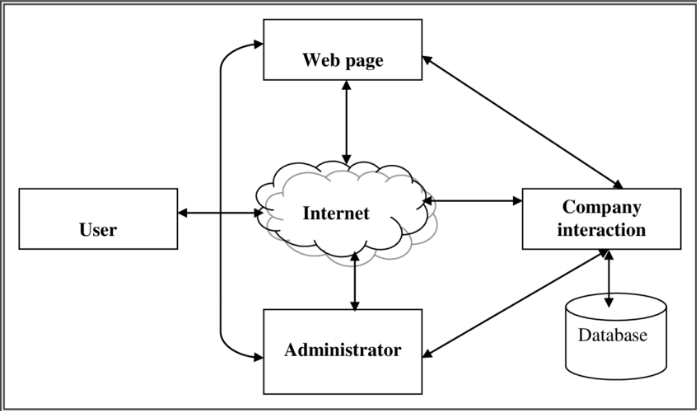 Web page
User
Internet
Company
interaction
Administrator
Database